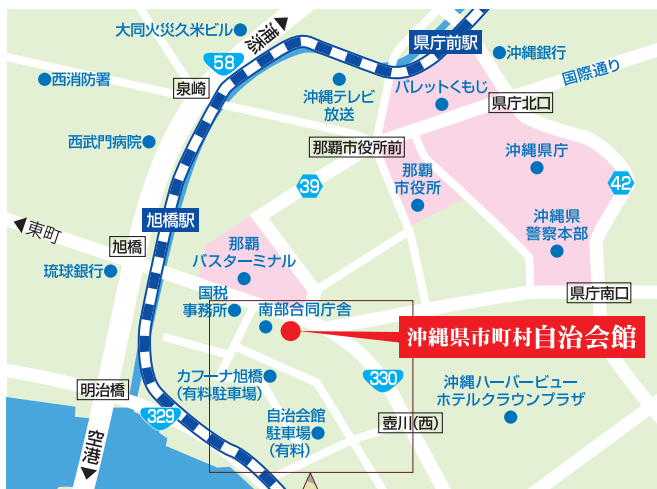 大同火災久米ビル
浦添
県庁前駅
沖縄銀行
58
国際通り
西消防署
泉崎
沖縄テレビ
放送
パレットくもじ
県庁北口
西武門病院
那覇市役所前
沖縄県庁
那覇
市役所
39
42
旭橋駅
沖縄県
警察本部
東町
旭橋
那覇
バスターミナル
琉球銀行
国税
事務所
南部合同庁舎
県庁南口
沖縄県市町村自治会館
カフーナ旭橋
(有料駐車場)
330
沖縄ハーバービュー
ホテルクラウンプラザ
明治橋
329
自治会館
駐車場
(有料)
壺川(西)
空港